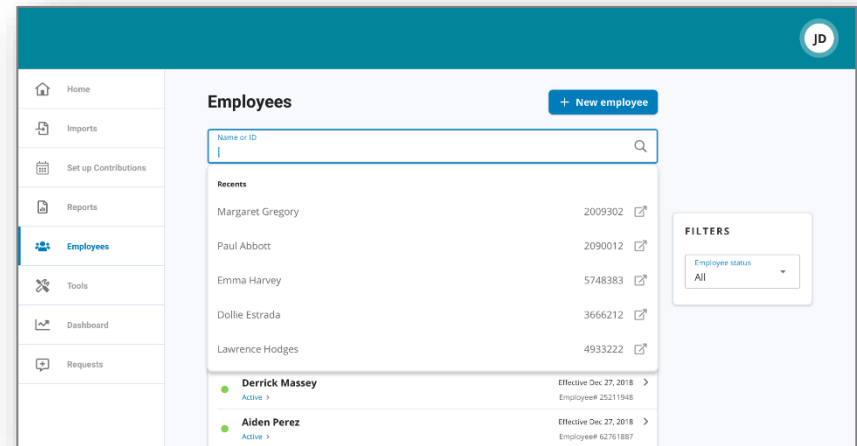 JD
Home
Imports
Set up Contributions
Reports
Employees
Tools
Dashboard
Requests
Employees
+ New employee
Name or ID
Recents
Margaret Gregory 2009302
Paul Abbott 2090012
Emma Harvey 5748383
Dollie Estrada 3666212
Lawrence Hodges 4933222
Derrick Massey Effective Dec 27, 2018
Active > Employee# 25211948
Aiden Perez Effective Dec 27, 2018
Active > Employee# 62761887
FILTERS
Employee status
All